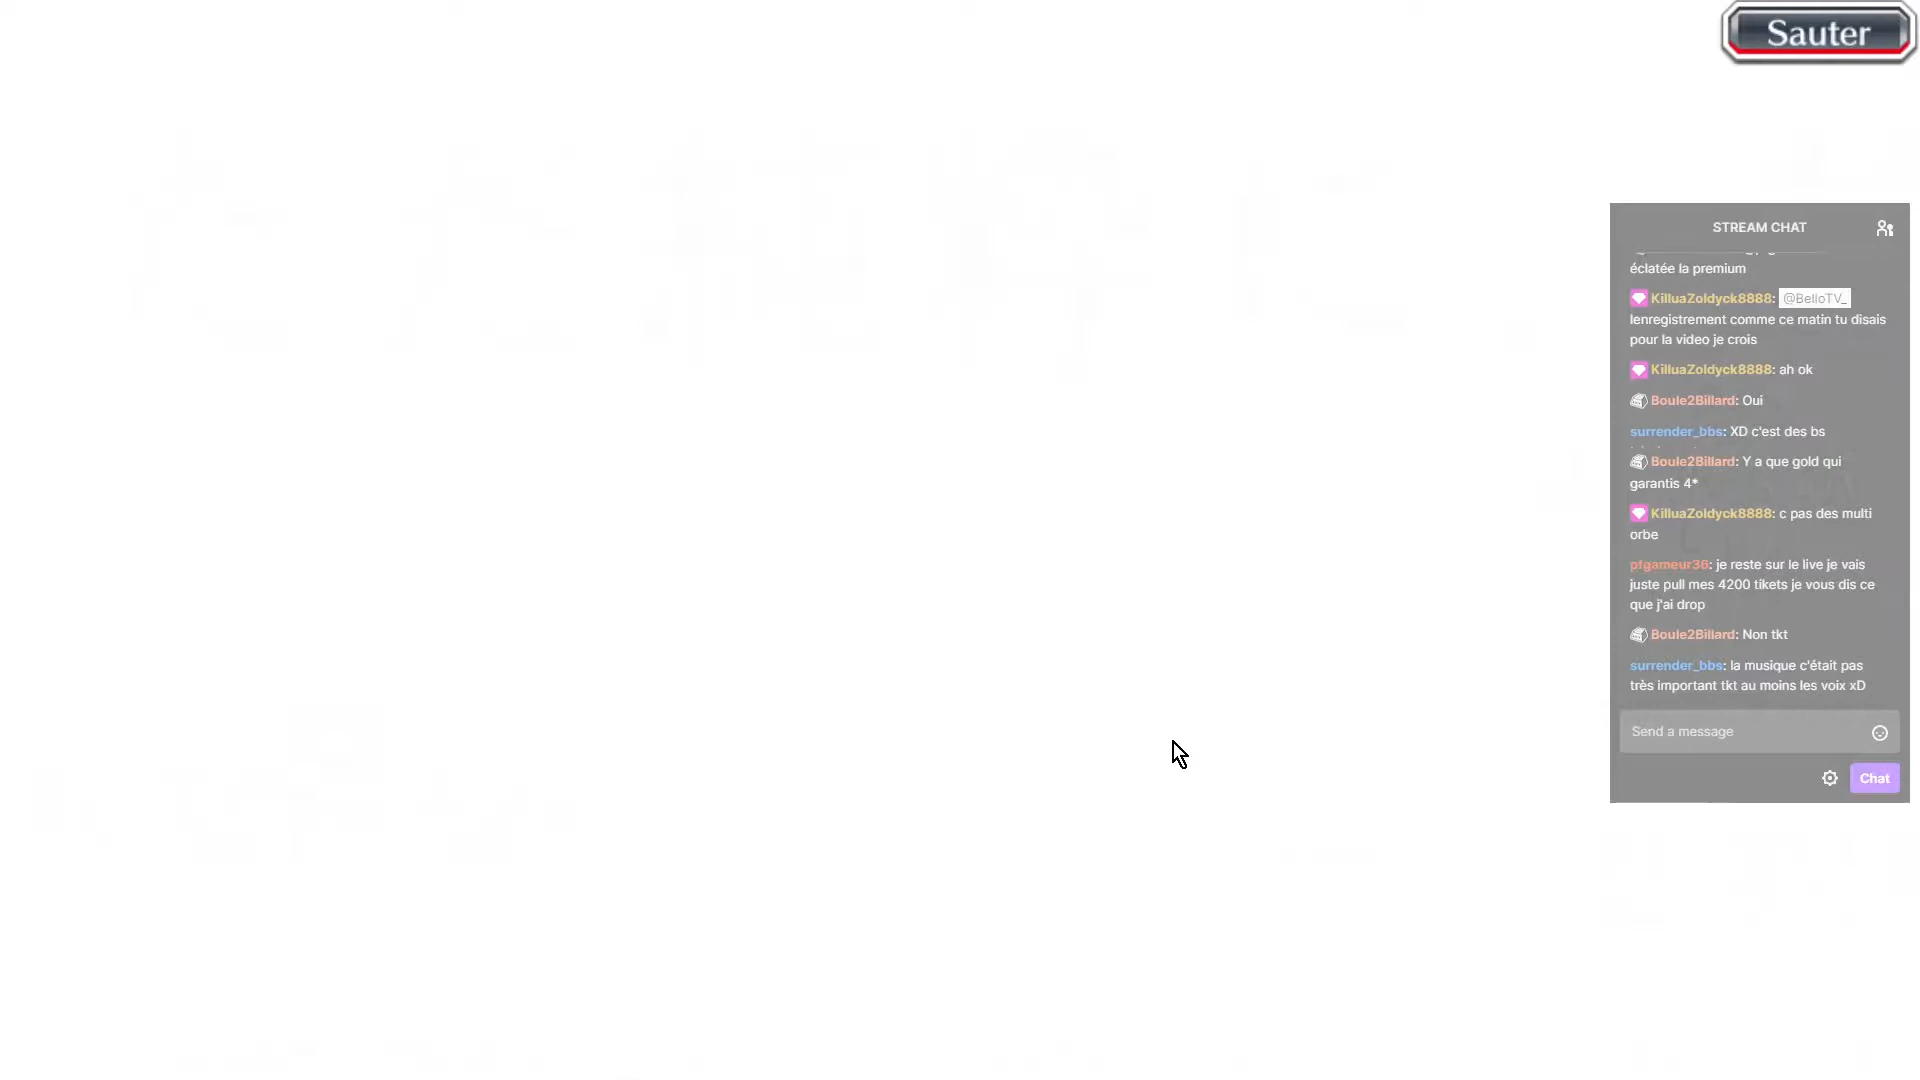 Sauter
STREAM CHAT
éclatée la premium
KilluaZoldyck8888: @BelloTV_
lenregistrement comme ce matin tu disais
pour la video je crois
KilluaZoldyck8888: ah ok
Boule2Billard: Oui
surrender_bbs: XD c'est des bs
Boule2Billard: Y a que gold qui
garantis 4*
KilluaZoldyck8888: c pas des multi
orbe
pfgameur36: je reste sur le live je vais
juste pull mes 4200 tikets je vous dis ce
que j'ai drop
Boule2Billard: Non tkt
surrender_bbs: la musique c'était pas
très important tkt au moins les voix xD
Send a message
Chat